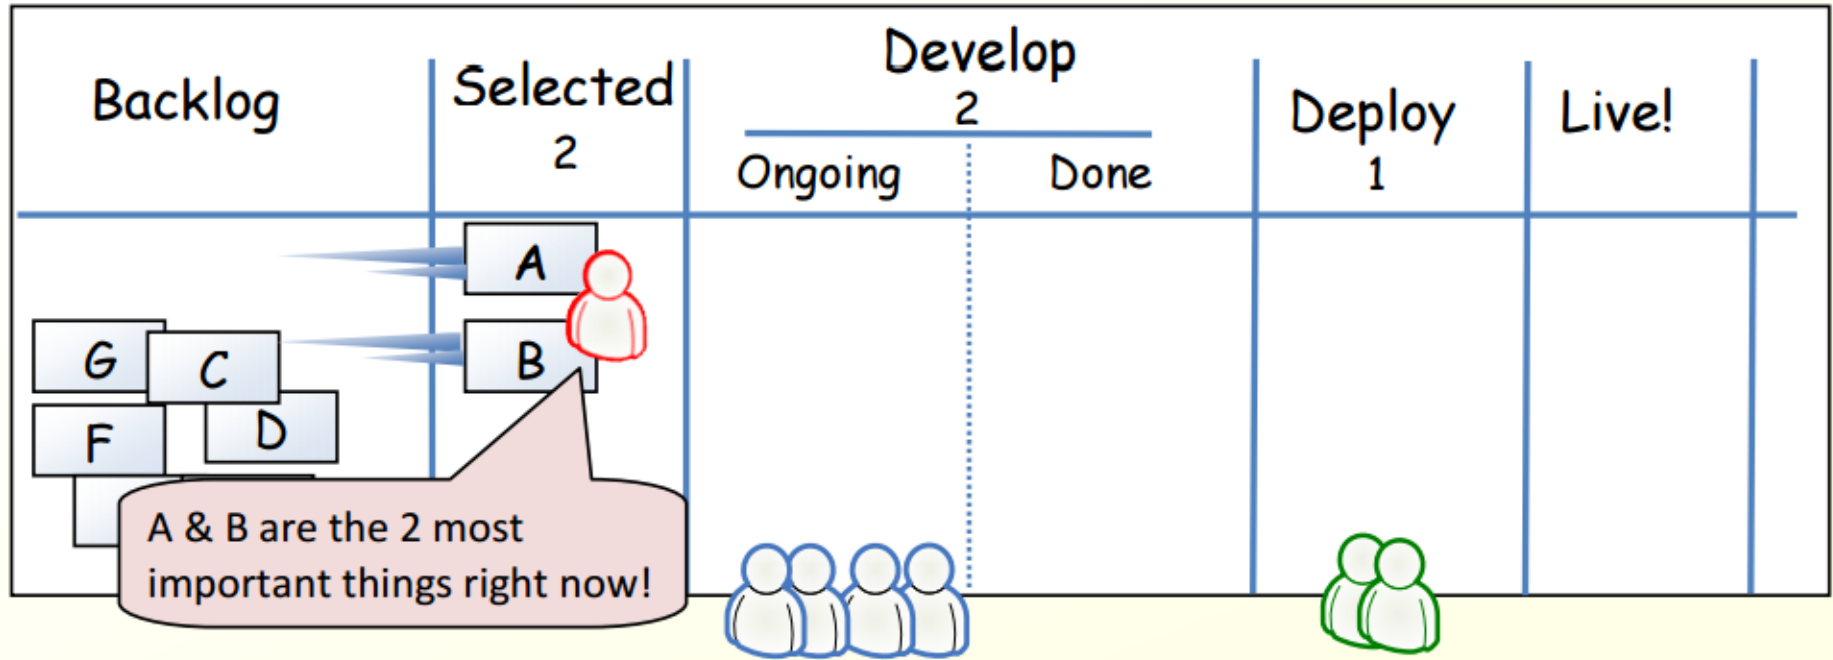 Backlog
Selected
2
Develop
2
Ongoing
Done
Deploy
1
Live!
A
B
G
C
F
D
A & B are the 2 most
important things right now!